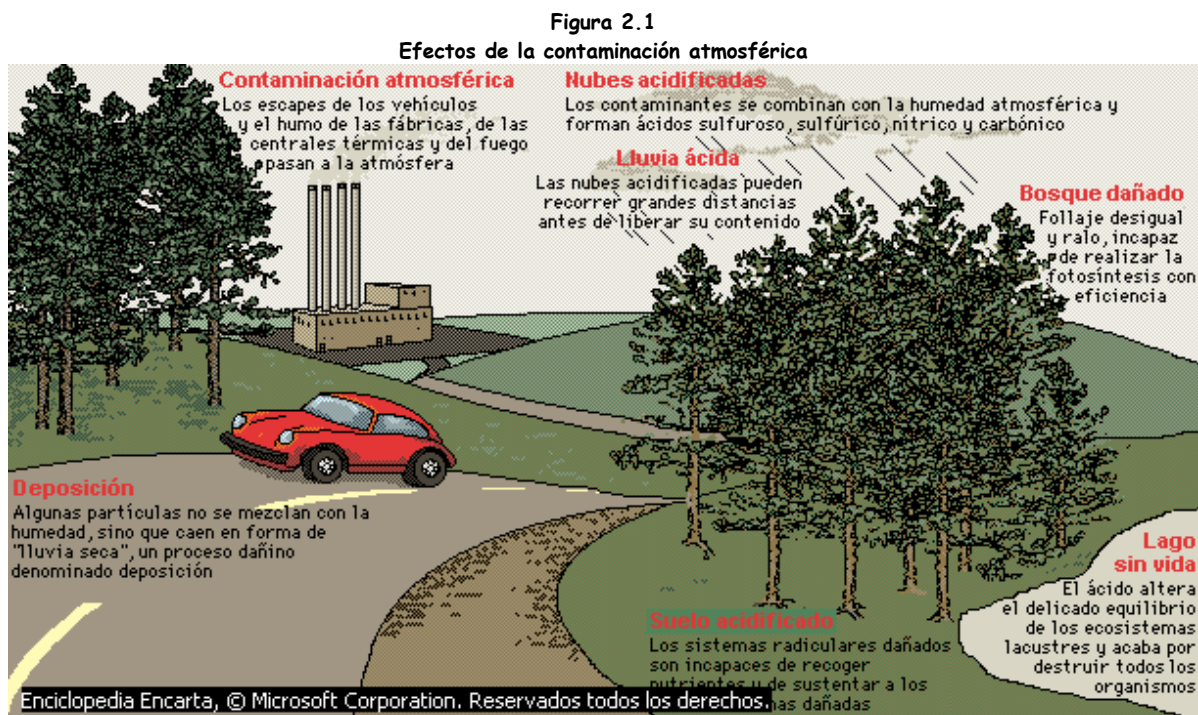 Figura 2.1
Efectos de la contaminación atmosférica
Contaminación atmosférica
Los escapes de los vehículos
y el humo de las fábricas, de las
centrales térmicas y del fuego
pasan a la atmósfera
Nubes acidificadas
Los contaminantes se combinan con la humedad atmosférica y
forman ácidos sulfuroso, sulfúrico, nítrico y carbónico
Lluvia ácida
Las nubes acidificadas pueden
recorrer grandes distancias
antes de liberar su contenido
Bosque dañado
Follaje desigual
y ralo, incapaz
de realizar la
fotosíntesis con
eficiencia
Deposición
Algunas partículas no se mezclan con la
humedad, sino que caen en forma de
"lluvia seca", un proceso dañino
denominado deposición
Suelo acidificado
Los sistemas radiculares dañados
son incapaces de recoger
nutrientes y de sustentar a los
dañadas
Lago
sin vida
El ácido altera
el delicado equilibrio
de los ecosistemas
lacustres y acaba por
destruir todos los
organismos
Enciclopedia Encarta, © Microsoft Corporation. Reservados todos los derechos.